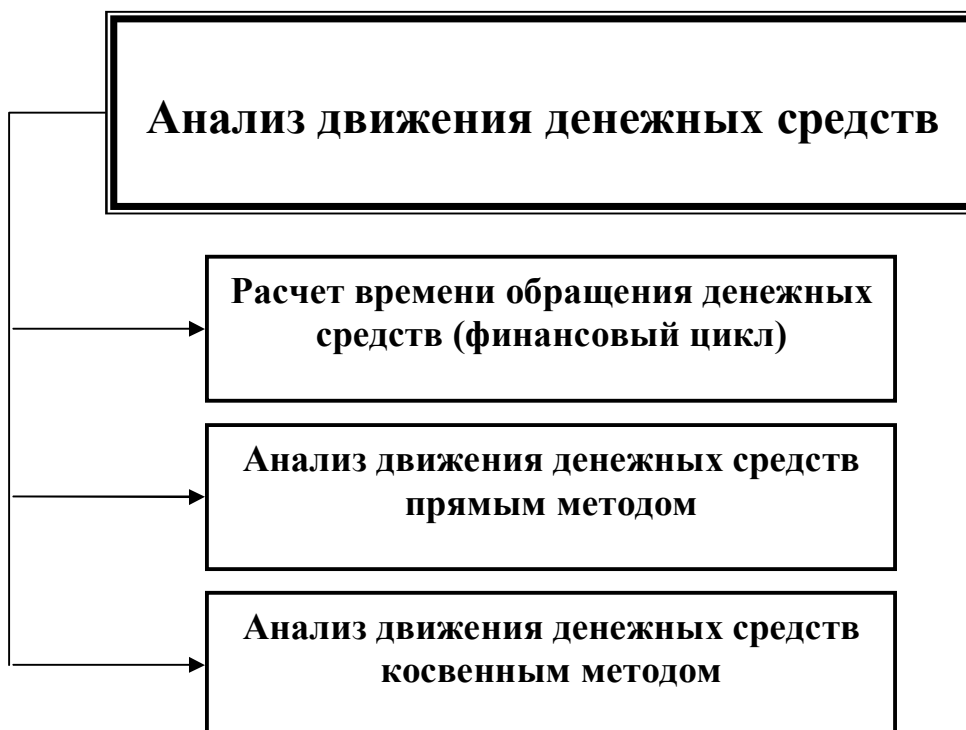 Анализ движения денежных средств
Расчет времени обращения денежных
средств (финансовый цикл)
Анализ движения денежных средств
прямым методом
Анализ движения денежных средств
косвенным методом